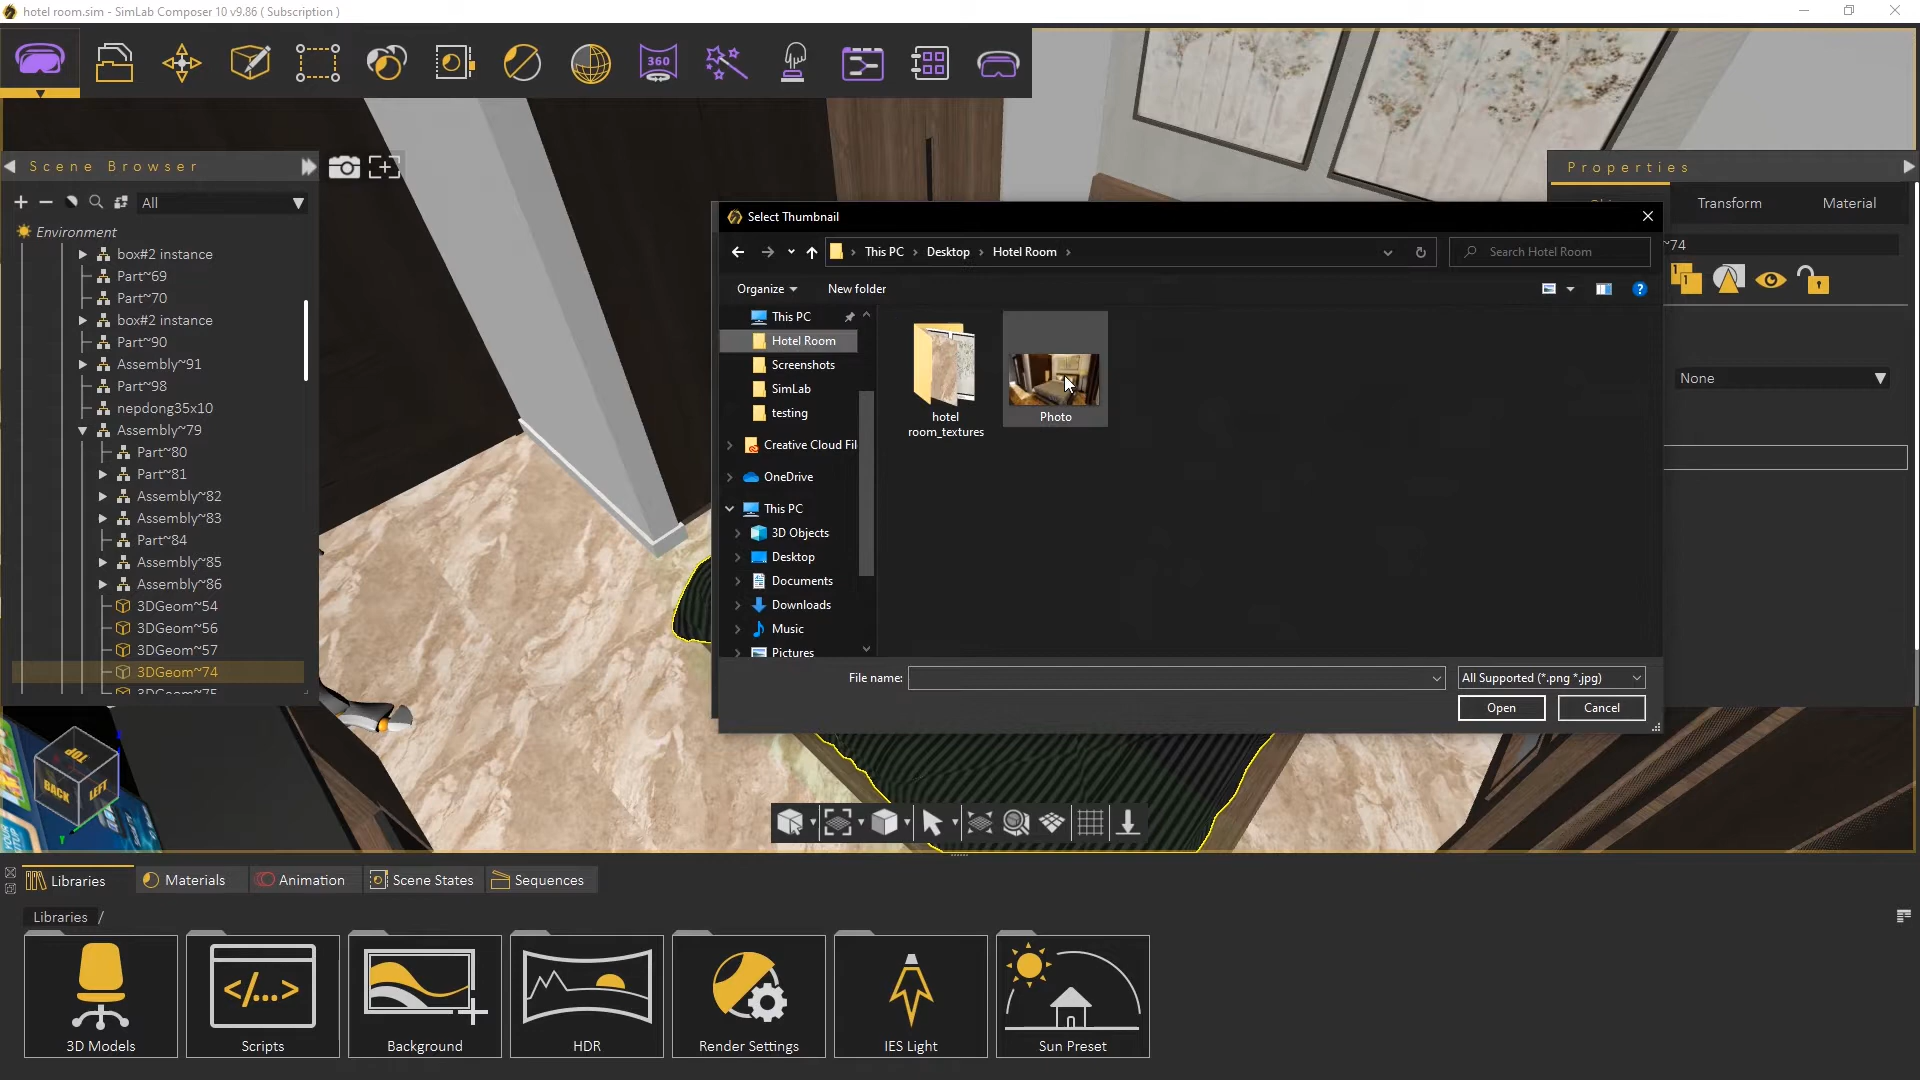 hotel room.sim - SimLab Composer 10 v9.86 ( Subscription )
360
Scene Browser
All
Environment
box#2 instance
Part~69
Part~70
box#2 instance
Part~90
Assembly~91
Part~98
nepdong35x10
Assembly~79
Part~80
Part~81
Assembly~82
Assembly~83
Part~84
Assembly~85
Assembly~86
3DGeom~54
3DGeom~56
3DGeom~57
3DGeom~74
3DGeom~75
TOP
BACK
LEFT
Select Thumbnail
This PC
Desktop
Hotel Room
Search Hotel Room
Organize
New folder
This PC
Hotel Room
Screenshots
SimLab
testing
Creative Cloud Fil
OneDrive
This PC
3D Objects
Desktop
Documents
Downloads
Music
Pictures
hotel
room_textures
Photo
File name:
All Supported (*.png *.jpg)
Open
Cancel
Properties
Transform
Material
~74
None
Libraries
Materials
Animation
Scene States
Sequences
Libraries /
</...>
3D Models
Scripts
Background
HDR
Render Settings
IES Light
Sun Preset